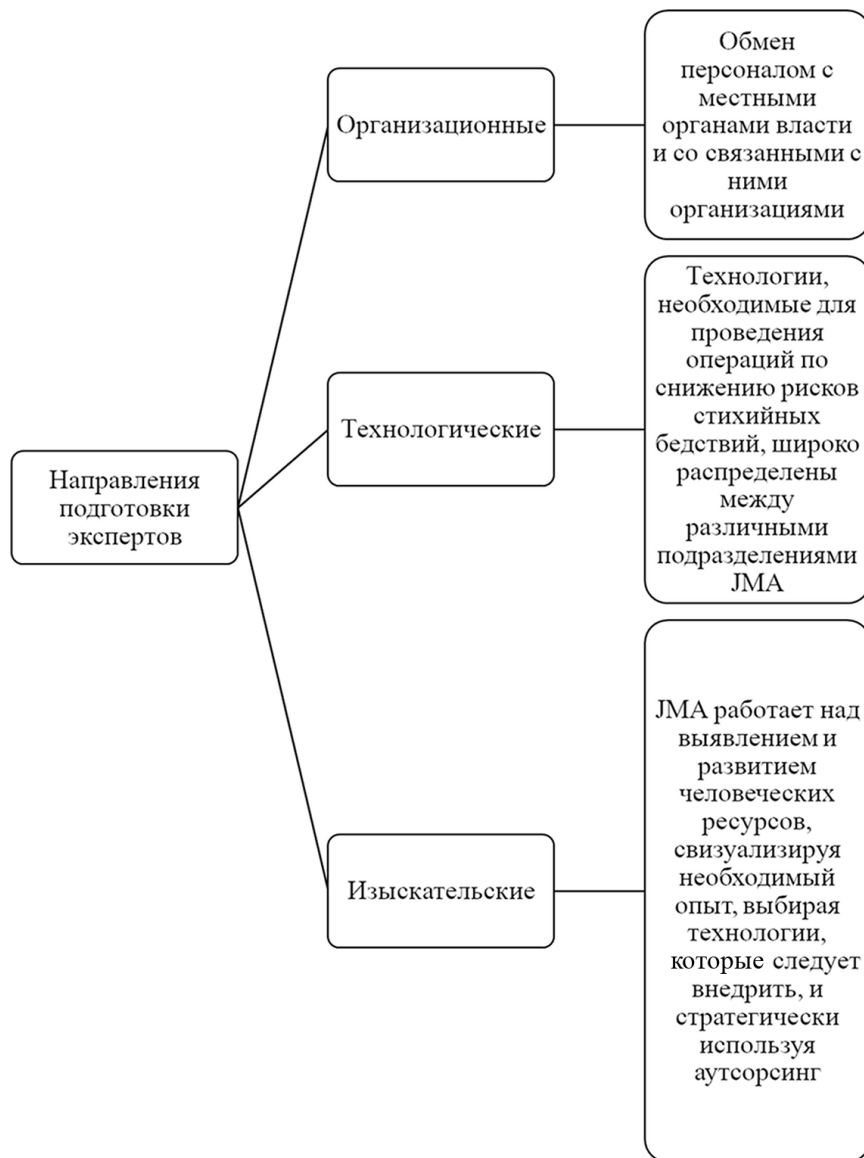 Направления
подготовки
экспертов
Организационные
Обмен
персоналом с
местными
органами власти
и со связанными с
ними
организациями
Технологические
Технологии,
необходимые для
проведения
операций по
снижению рисков
стихийных
бедствий, широко
распределены
между
различными
подразделениями
JMA
Изыскательские
JMA работает над
выявлением и
развитием
человеческих
ресурсов,
свизуализируя
необходимый
опыт, выбирая
технологии,
которые следует
внедрить, и
стратегически
используя
аутсорсинг